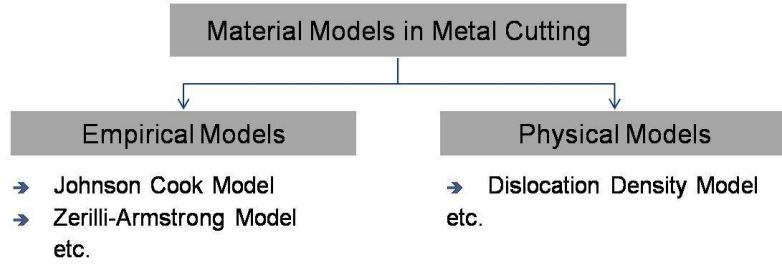 Material Models in Metal Cutting
Empirical Models
Johnson Cook Model
Zerilli-Armstrong Model
etc.
Physical Models
Dislocation Density Model
etc.